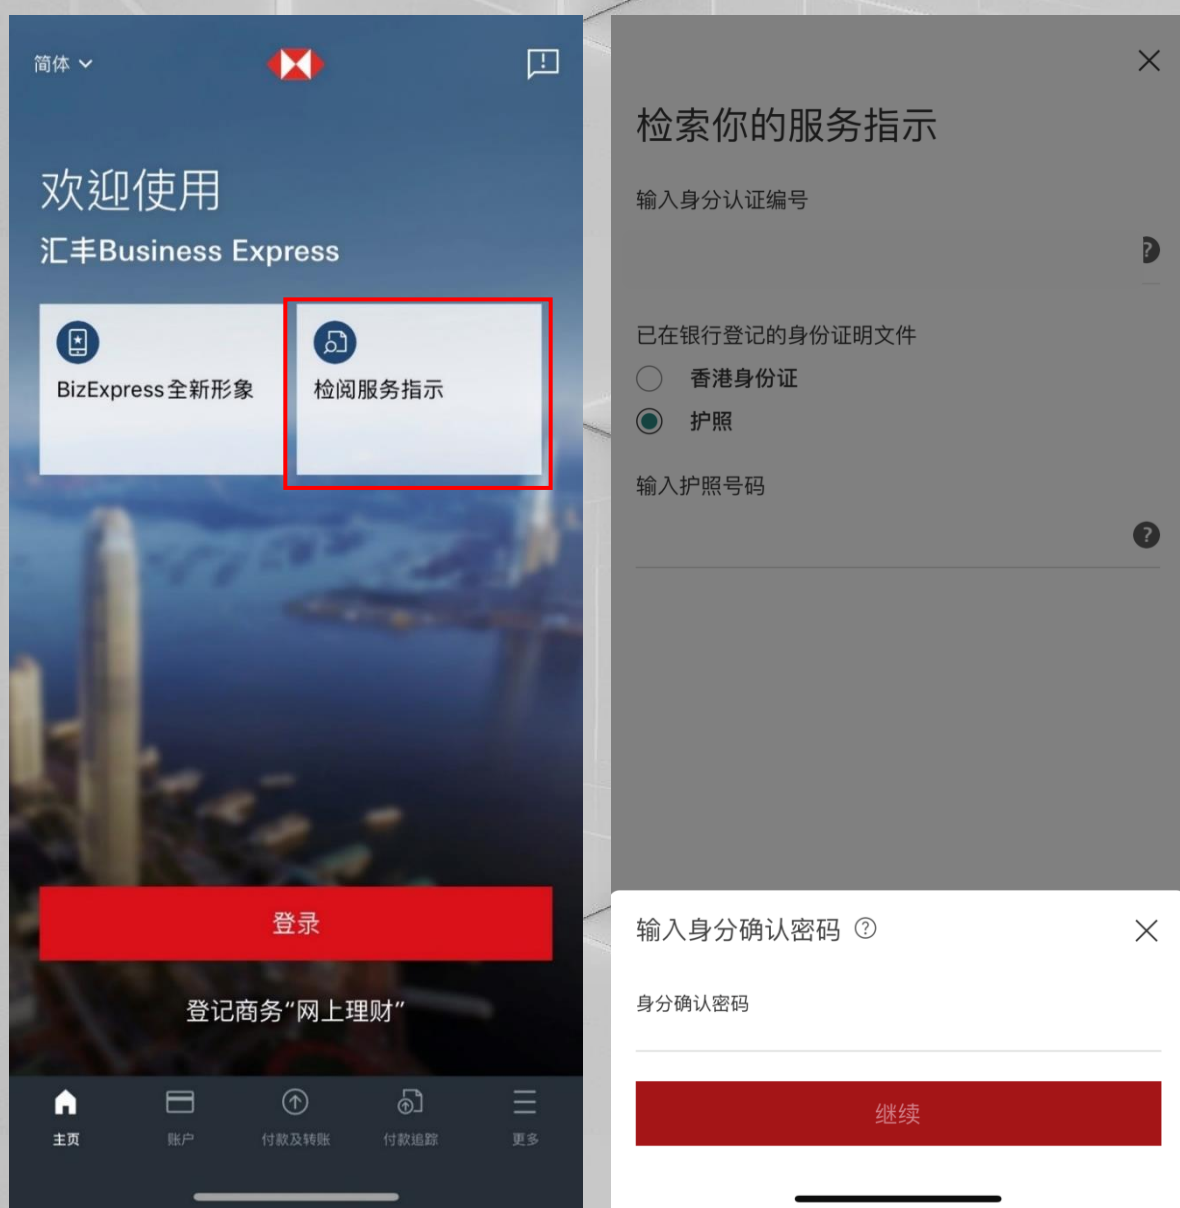 简体
欢迎使用
汇丰Business Express
BizExpress全新形象
检阅服务指示
登录
登记商务“网上理财”
主页
账户
付款及转账
付款追踪
更多
检索你的服务指示
输入身分认证编号
?
已在银行登记的身份证明文件
香港身份证
护照
输入护照号码
?
输入身分确认密码 ?
身分确认密码
继续